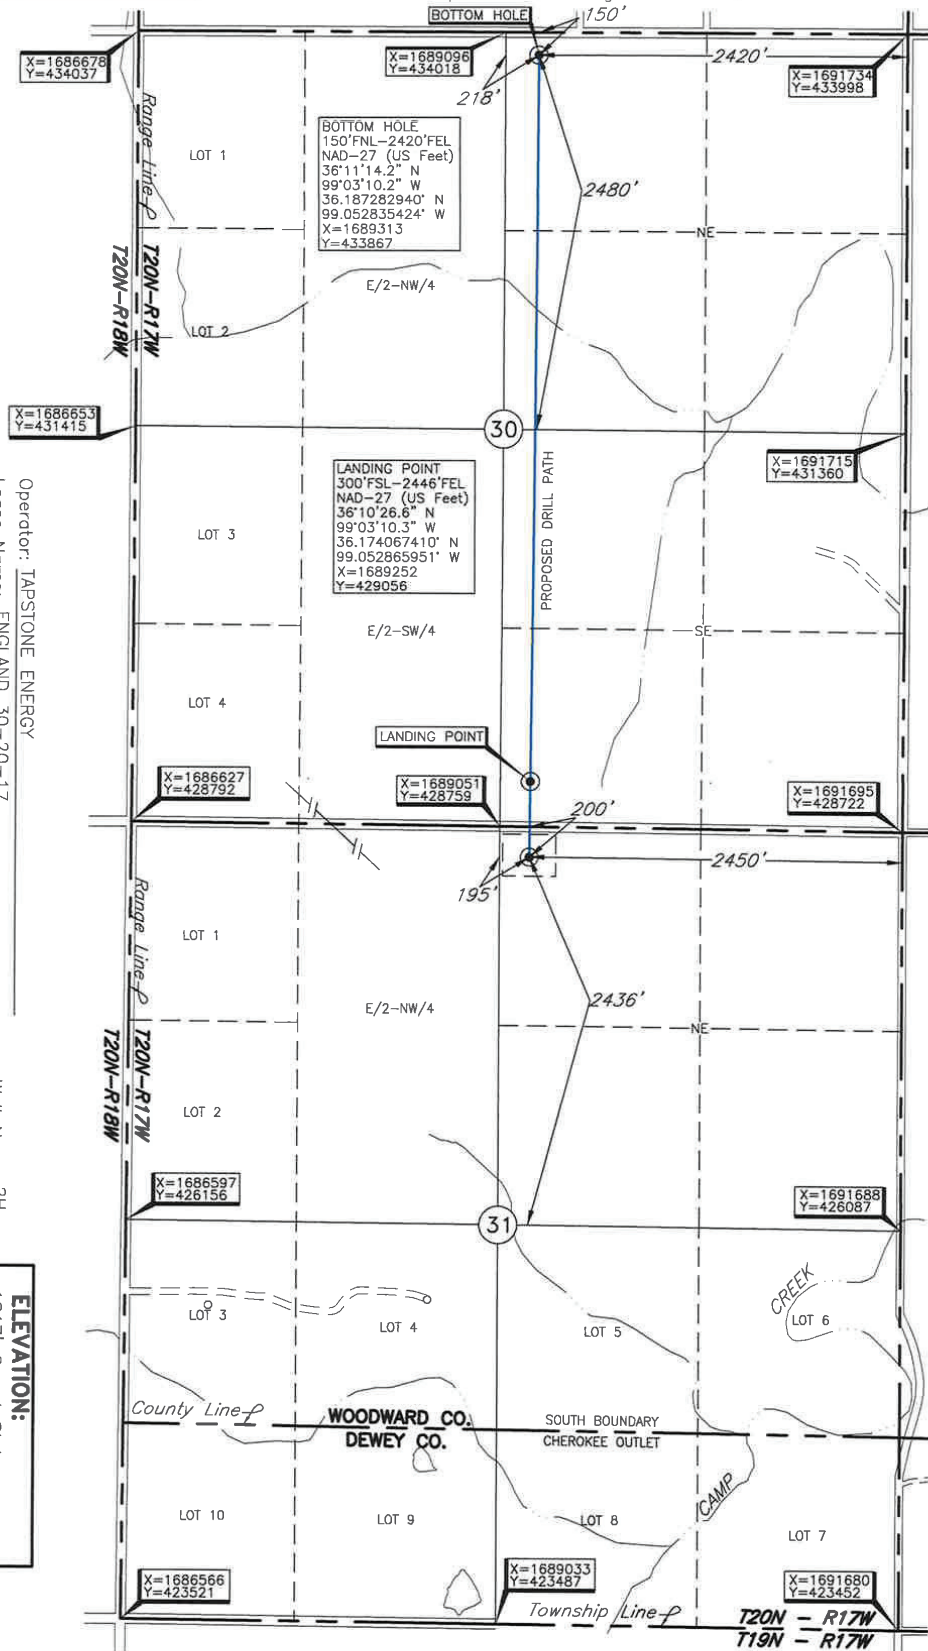 BOTTOM HOLE
150'
X=1686678
Y=434037
X=1689096
Y=434018
2420'
X=1691734
Y=433998
218'
Range Line
LOT 1
BOTTOM HOLE
150'FNL-2420'FEL
NAD-27 (US Feet)
36°11'14.2" N
99°03'10.2" W
36.187282940° N
99.052835424° W
X=1689313
Y=433867
2480'
NE
T20N-R18W
T20N-R17W
E/2-NW/4
LOT 2
X=1686653
Y=431415
30
X=1691715
Y=431360
LANDING POINT
300'FSL-2446'FEL
NAD-27 (US Feet)
36°10'26.6" N
99°03'10.3" W
36.174067410° N
99.052865951° W
X=1689252
Y=429056
PROPOSED DRILL PATH
LOT 3
E/2-SW/4
SE
LOT 4
LANDING POINT
X=1686627
Y=428792
X=1689051
Y=428759
X=1691695
Y=428722
200'
2450'
195'
Range Line
LOT 1
E/2-NW/4
2436'
NE
T20N-R18W
T20N-R17W
LOT 2
X=1686597
Y=426156
X=1691688
Y=426087
31
CREEK
LOT 3
LOT 4
LOT 5
LOT 6
County Line
WOODWARD CO.
DEWEY CO.
SOUTH BOUNDARY
CHEROKEE OUTLET
CAMP
LOT 10
LOT 9
LOT 8
LOT 7
X=1686566
Y=423521
X=1689033
Y=423487
X=1691680
Y=423452
Township Line
T20N - R17W
T19N - R17W
Operator: TAPSTONE ENERGY
ENGLAND 30-20-17
2H
ELEVATION: